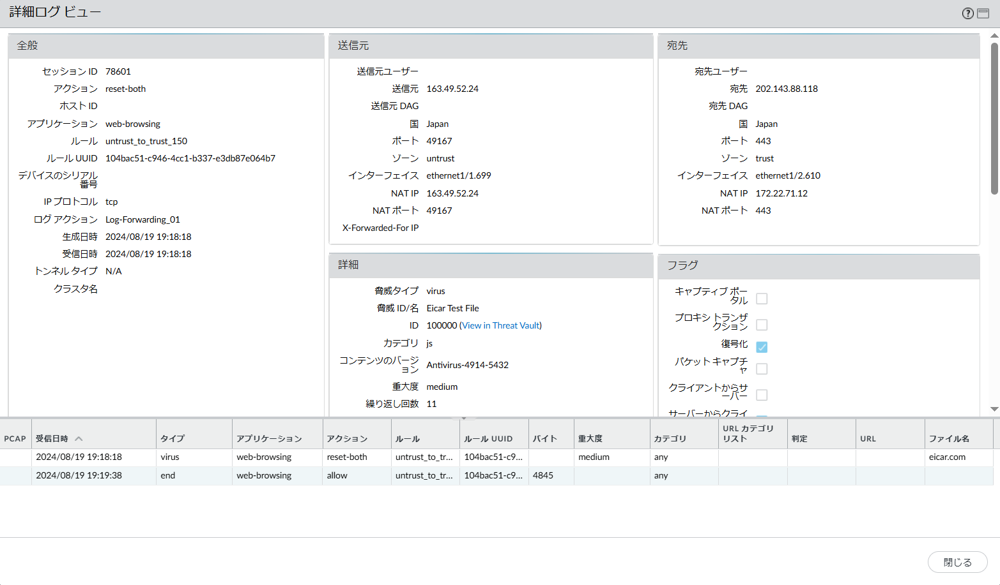 詳細ログ ビュー
全般
セッション ID 78601
アクション reset-both
ホスト ID
アプリケーション web-browsing
ルール untrust_to_trust_150
ルール UUID 104bac51-c946-4cc1-b337-e3db87e064b7
デバイスのシリアル
番号
IP プロトコル tcp
ログ アクション Log-Forwarding_01
生成日時 2024/08/19 19:18:18
受信日時 2024/08/19 19:18:18
トンネル タイプ N/A
クラスタ名
送信元
送信元ユーザー
送信元 163.49.52.24
送信元 DAG
国 Japan
ポート 49167
ゾーン untrust
インターフェイス ethernet1/1.699
NAT IP 163.49.52.24
NAT ポート 49167
X-Forwarded-For IP
宛先
宛先ユーザー
宛先 202.143.88.118
宛先 DAG
国 Japan
ポート 443
ゾーン trust
インターフェイス ethernet1/2.610
NAT IP 172.22.71.12
NAT ポート 443
詳細
脅威タイプ virus
脅威 ID/名 Eicar Test File
ID 100000 (View in Threat Vault)
カテゴリ js
コンテンツのバージ
ョン Antivirus-4914-5432
重大度 medium
繰り返し回数 11
フラグ
キャプティブ ポー
タル
プロキシ トランザ
クション
復号化
パケット キャプチ
ャ
クライアントからサ
ーバー
サーバーからクライ
PCAP 受信日時 タイプ アプリケーション アクション ルール ルール UUID バイト 重大度 カテゴリ URL カテゴリ リスト 判定 URL ファイル名
2024/08/19 19:18:18 virus web-browsing reset-both untrust_to_tr... 104bac51-c9... medium any eicar.com
2024/08/19 19:19:38 end web-browsing allow untrust_to_tr... 104bac51-c9... 4845 any
閉じる